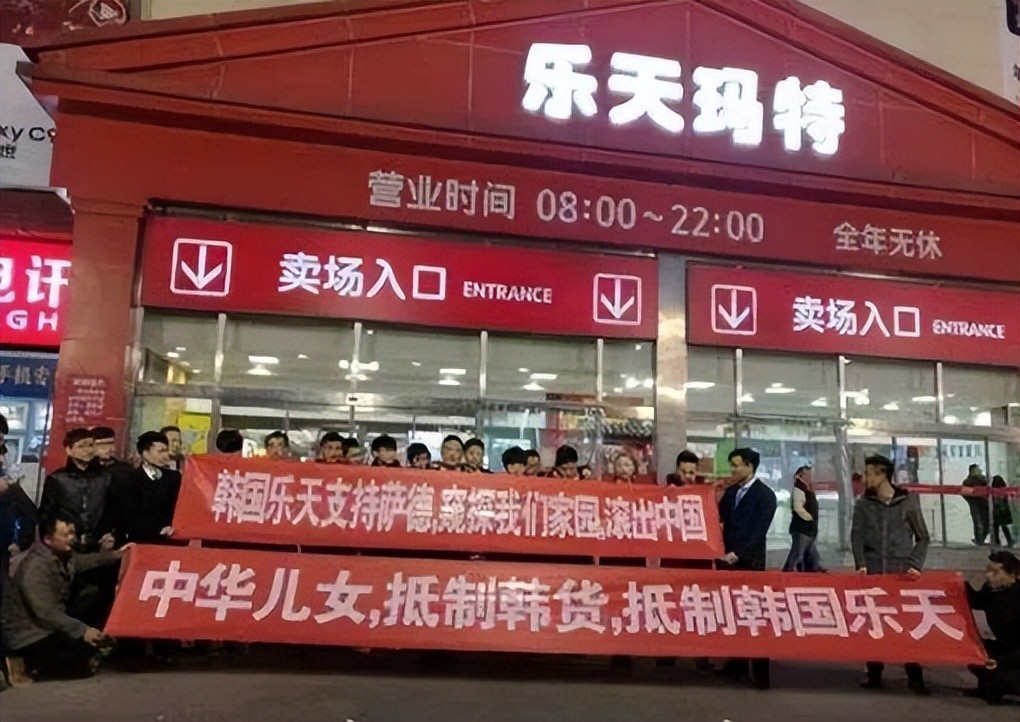 乐天玛特
营业时间 08:00~22:00 全年无休
卖场入口 ENTRANCE
卖场入口 ENTRANCE
电讯
韩国乐天支持萨德,窥探我们家园,滚出中国
中华儿女,抵制韩货,抵制韩国乐天